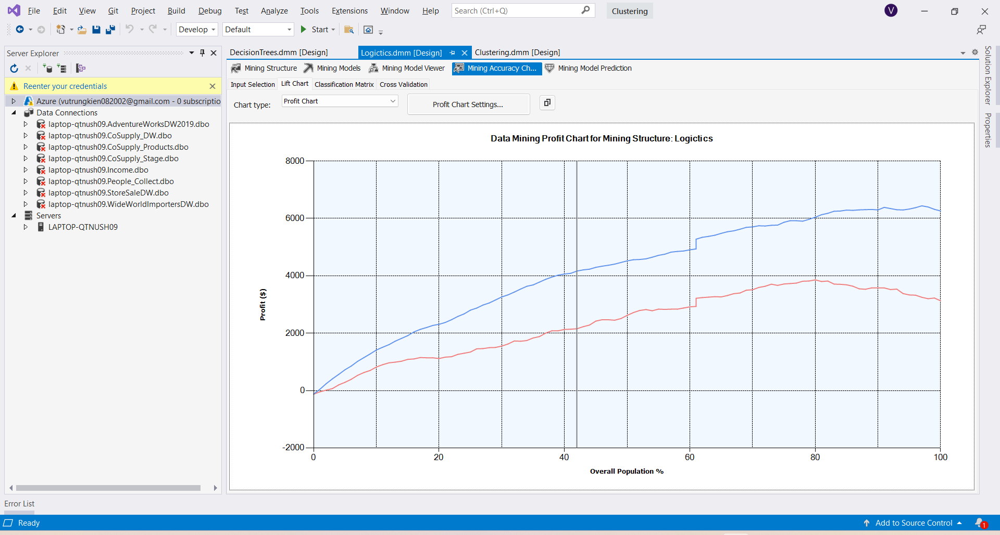 File Edit View Git Project Build Debug Test Analyze Tools Extensions Window Help Search (Ctrl+Q) Clustering V
Develop Default Start
Server Explorer
Reenter your credentials
Azure (vutrungkien082002@gmail.com - 0 subscriptio
Data Connections
laptop-qtnush09.AdventureWorksDW2019.dbo
laptop-qtnush09.CoSupply_DW.dbo
laptop-qtnush09.CoSupply_Products.dbo
laptop-qtnush09.CoSupply_Stage.dbo
laptop-qtnush09.Income.dbo
laptop-qtnush09.People_Collect.dbo
laptop-qtnush09.StoreSaleDW.dbo
laptop-qtnush09.WideWorldImportersDW.dbo
Servers
LAPTOP-QTNUSH09
DecisionTrees.dmm [Design] Logictics.dmm [Design] Clustering.dmm [Design]
Mining Structure Mining Models Mining Model Viewer Mining Accuracy Ch... Mining Model Prediction
Input Selection Lift Chart Classification Matrix Cross Validation
Chart type: Profit Chart Profit Chart Settings...
Data Mining Profit Chart for Mining Structure: Logictics
8000
6000
4000
2000
0
-2000
Profit ($)
0 20 40 60 80 100
Overall Population %
Solution Explorer
Properties
Error List
Ready Add to Source Control 1